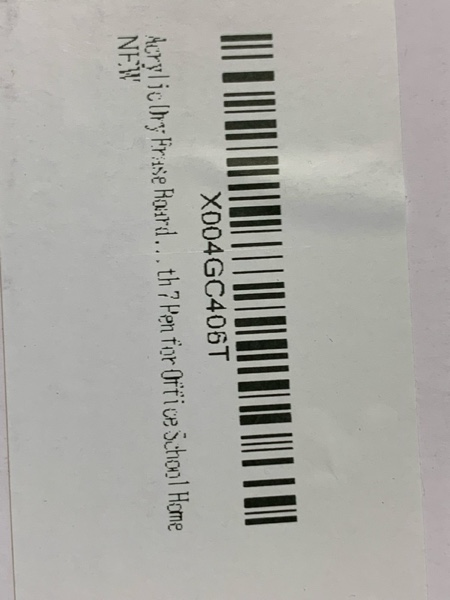 X004GC406T
Acrylic Dry Erase Board... th 7 Pen for Office School Home
NEW